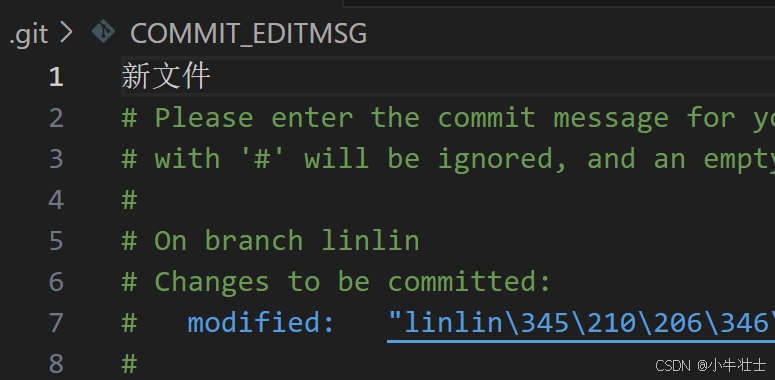 .git > COMMIT_EDITMSG
1 新文件
2 # Please enter the commit message for yo
3 # with '#' will be ignored, and an empty
4 #
5 # On branch linlin
6 # Changes to be committed:
7 # modified: "linlin\345\210\206\346\
8 #
CSDN @小牛壮士